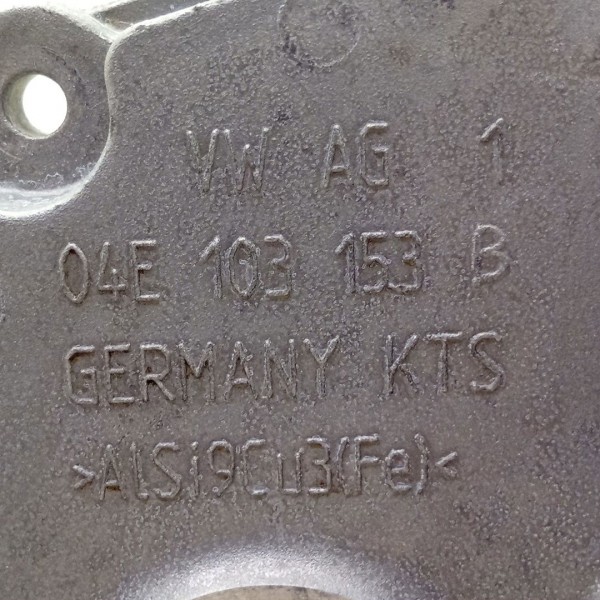 VW AG 1
04E 103 153 B
GERMANY KTS
>AlSi9Cu3(Fe)<